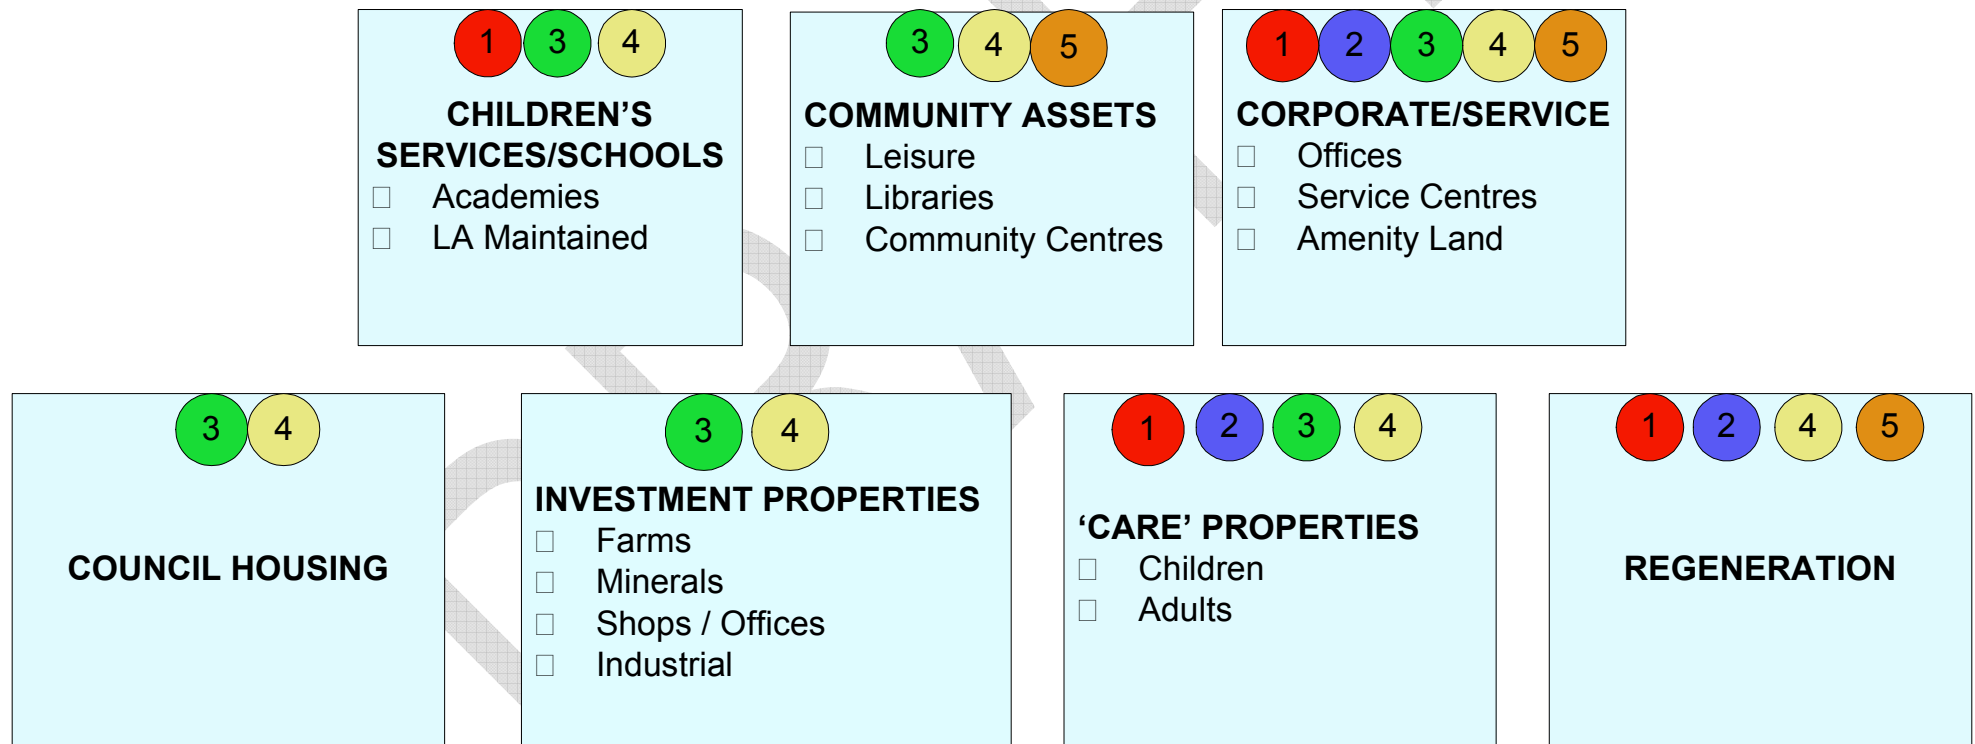 1 3 4
CHILDREN’S
SERVICES/SCHOOLS
□ Academies
□ LA Maintained
3 4 5
COMMUNITY ASSETS
□ Leisure
□ Libraries
□ Community Centres
1 2 3 4 5
CORPORATE/SERVICE
□ Offices
□ Service Centres
□ Amenity Land
3 4
COUNCIL HOUSING
3 4
INVESTMENT PROPERTIES
□ Farms
□ Minerals
□ Shops / Offices
□ Industrial
1 2 3 4
‘CARE’ PROPERTIES
□ Children
□ Adults
1 2 4 5
REGENERATION